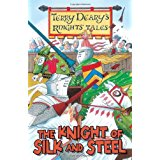 TERRY DEARY'S
KNIGHTS' TALES
THE KNIGHT OF
SILK AND STEEL